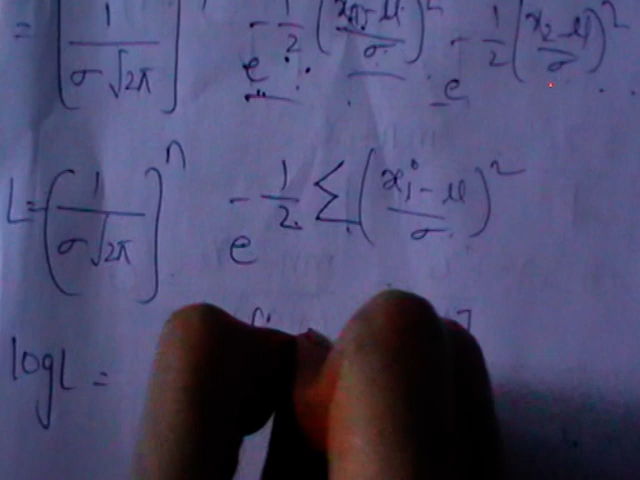 = [1/(σ√2π)]ⁿ e^(-1/2 ((x₁-μ)/σ)²) e^(-1/2 ((x₂-μ)/σ)²) . .
L = (1/(σ√2π))ⁿ e^(-1/2 Σ ((xᵢ-μ)/σ)²)
log L =